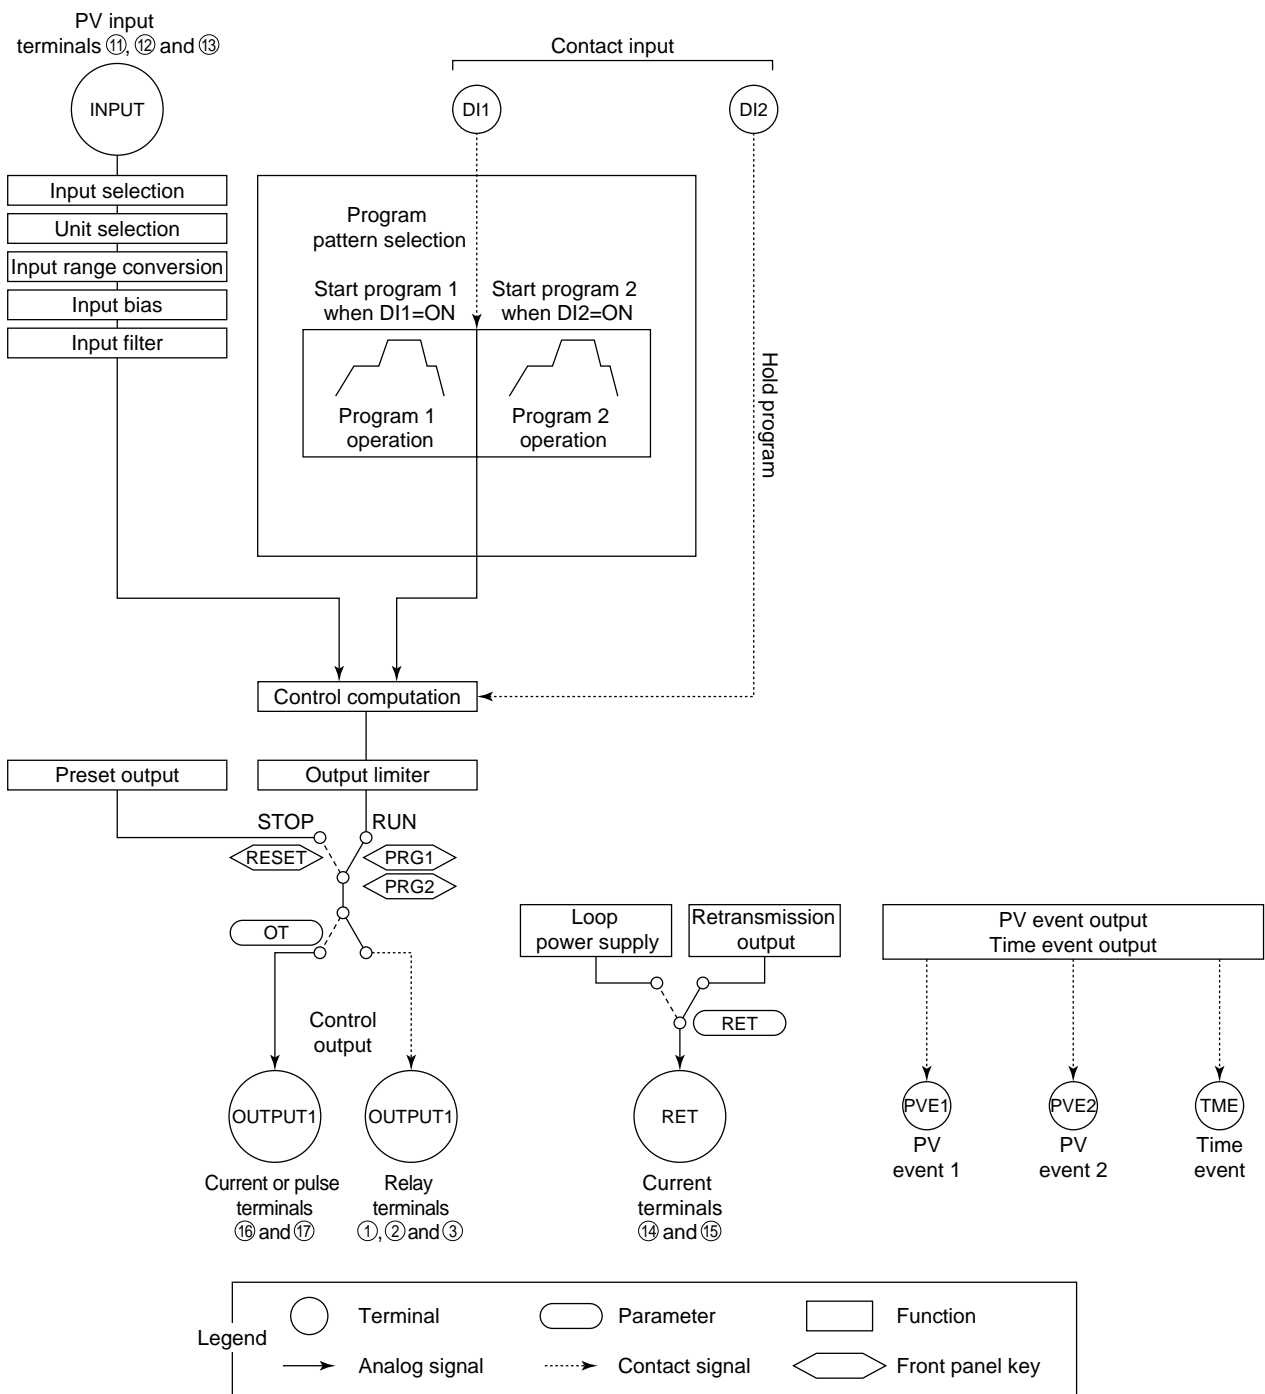 PV input
terminals ⑪, ⑫ and ⑬
Contact input
INPUT
DI1
DI2
Input selection
Unit selection
Input range conversion
Input bias
Input filter
Program
pattern selection
Start program 1
when DI1=ON
Start program 2
when DI2=ON
Program 1
operation
Program 2
operation
Hold program
Control computation
Preset output
Output limiter
STOP
RUN
RESET
PRG1
PRG2
OT
Control
output
OUTPUT1
OUTPUT1
Current or pulse
terminals
⑯ and ⑰
Relay
terminals
①, ② and ③
Loop
power supply
Retransmission
output
RET
RET
Current
terminals
⑭ and ⑮
PV event output
Time event output
PVE1
PVE2
TME
PV
event 1
PV
event 2
Time
event
Legend
Terminal
Parameter
Function
Analog signal
Contact signal
Front panel key